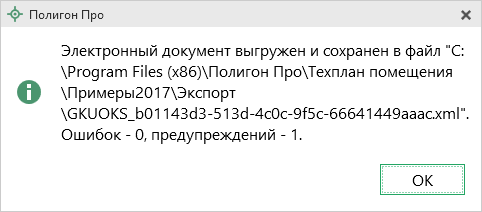 Полигон Про
Электронный документ выгружен и сохранен в файл "C:
\Program Files (x86)\Полигон Про\Техплан помещения
\Примеры2017\Экспорт
\GKUOKS_b01143d3-513d-4c0c-9f5c-66641449aaac.xml".
Ошибок - 0, предупреждений - 1.
OK